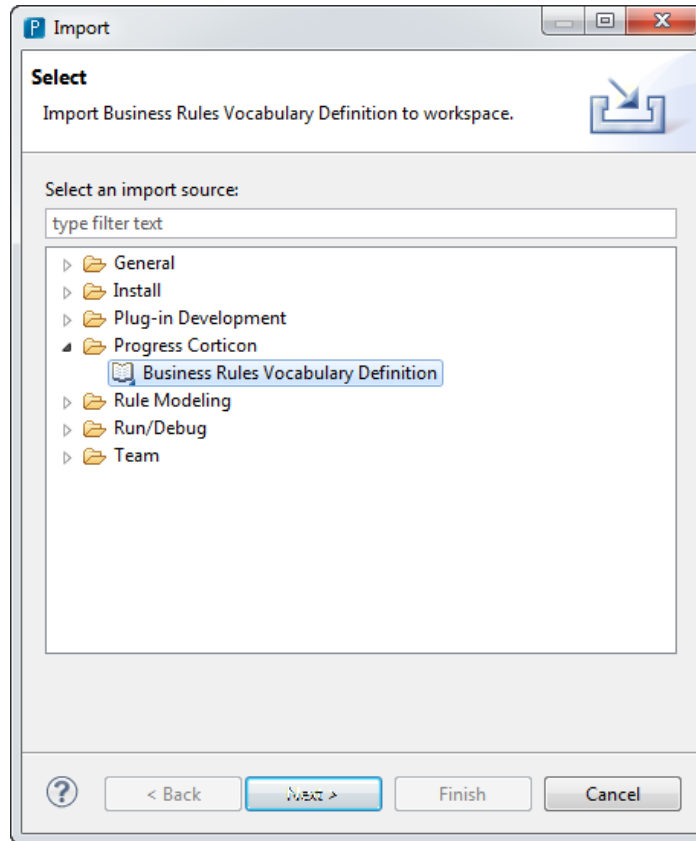 Import
Select
Import Business Rules Vocabulary Definition to workspace.
Select an import source:
type filter text
General
Install
Plug-in Development
Progress Corticon
Business Rules Vocabulary Definition
Rule Modeling
Run/Debug
Team
? < Back Next > Finish Cancel